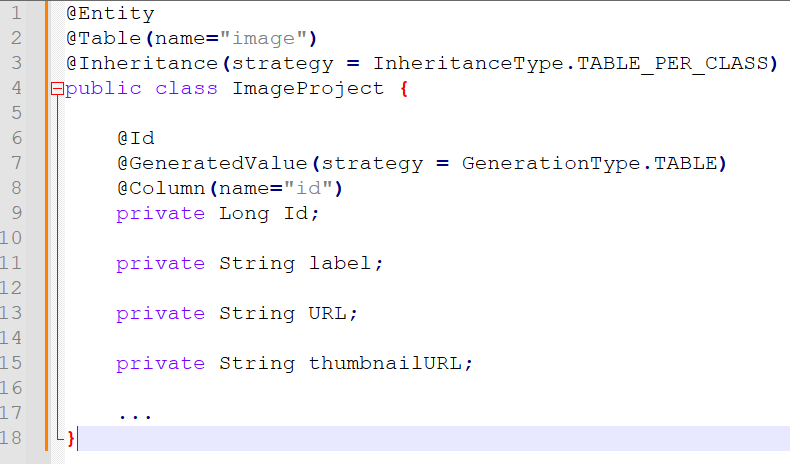 1 @Entity
2 @Table(name="image")
3 @Inheritance(strategy = InheritanceType.TABLE_PER_CLASS)
4 public class ImageProject {
5
6 @Id
7 @GeneratedValue(strategy = GenerationType.TABLE)
8 @Column(name="id")
9 private Long Id;
10
11 private String label;
12
13 private String URL;
14
15 private String thumbnailURL;
16
17 ...
18 }